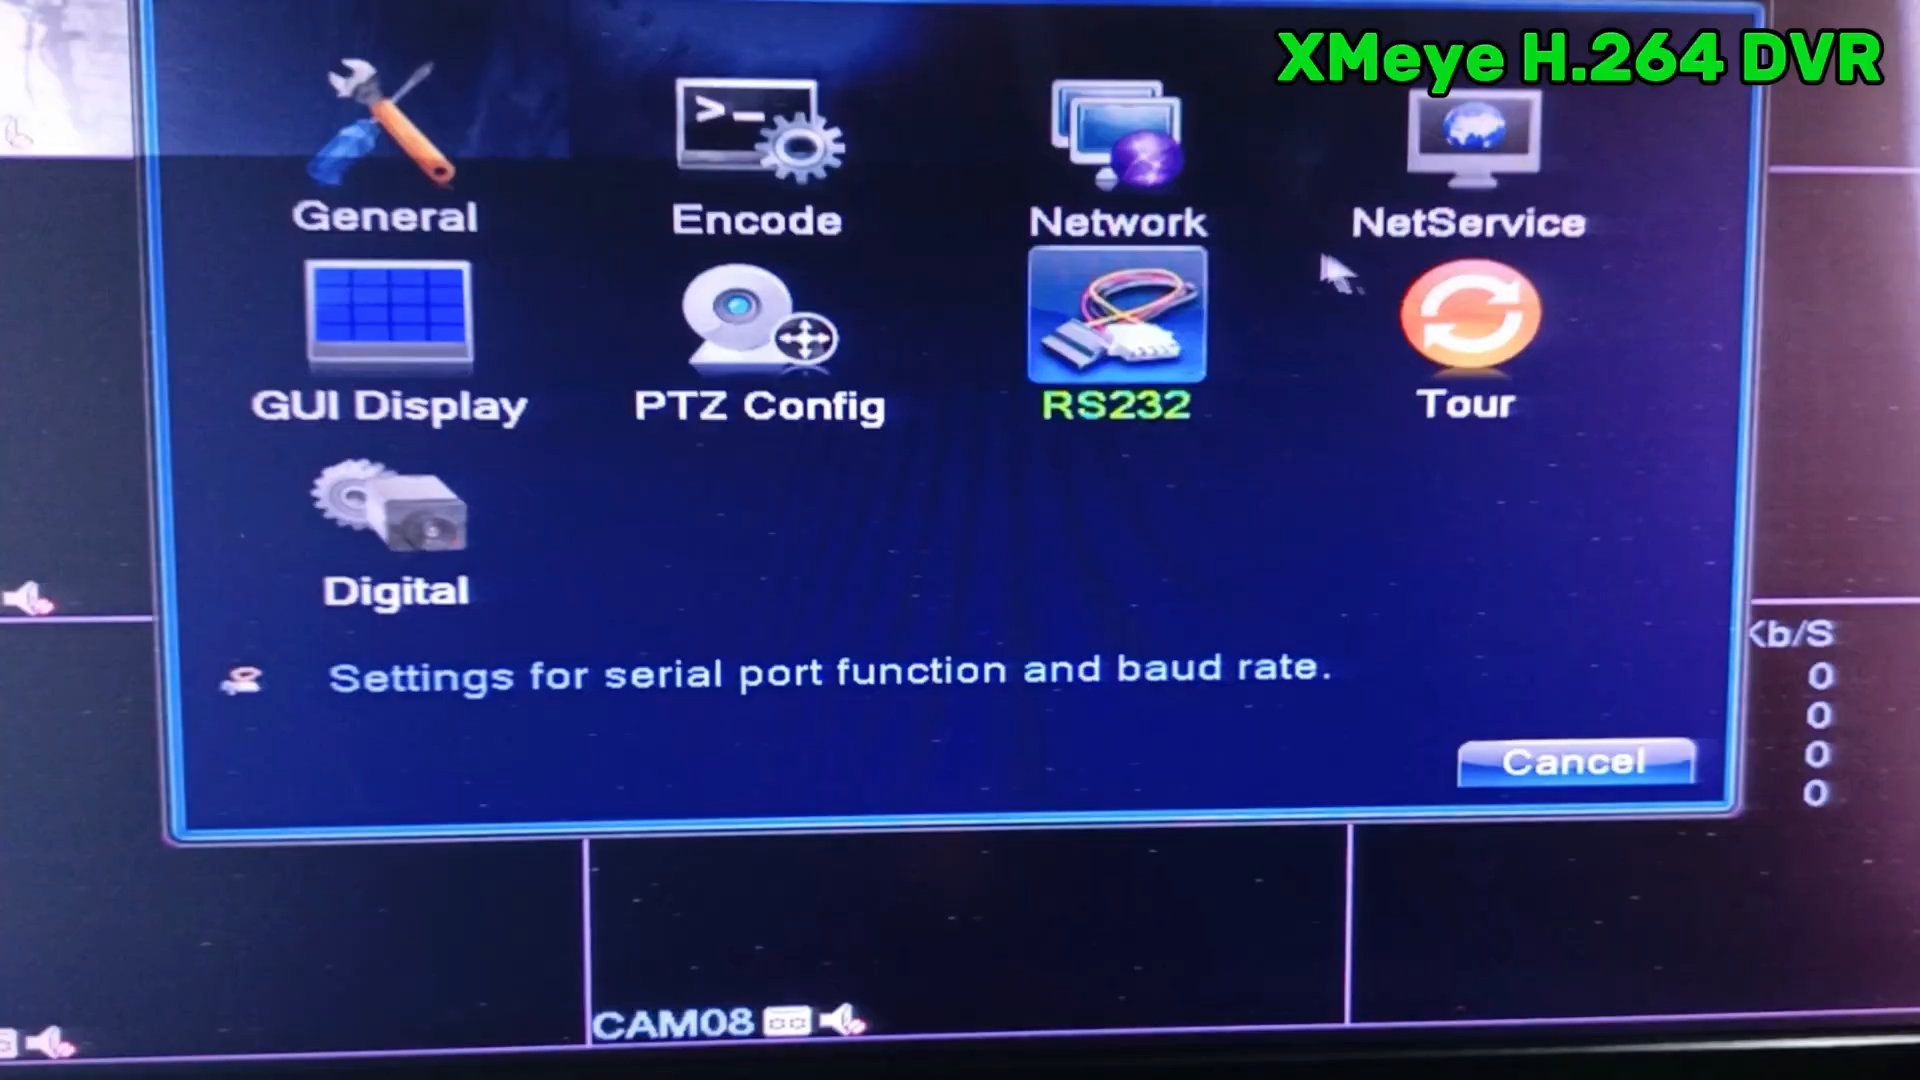 XMeye H.264 DVR
General
Encode
Network
NetService
GUI Display
PTZ Config
RS232
Tour
Digital
Settings for serial port function and baud rate.
Cancel
Kb/S
0
0
0
0
CAM08